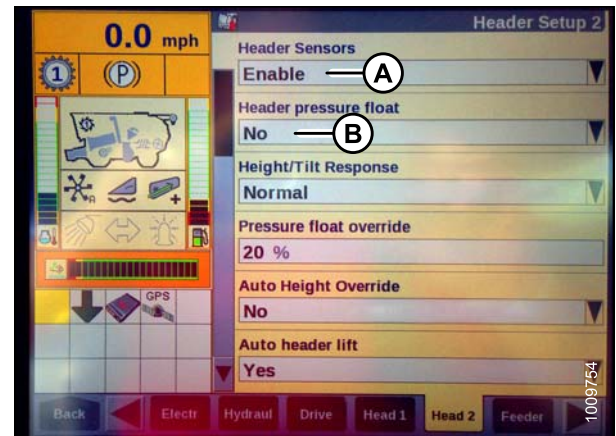 0.0 mph
1
(P)
A
+
GPS
Header Setup 2
Header Sensors
Enable
A
Header pressure float
No
B
Height/Tilt Response
Normal
Pressure float override
20 %
Auto Height Override
No
Auto header lift
Yes
Back
Electr
Hydraul
Drive
Head 1
Head 2
Feeder
1009754